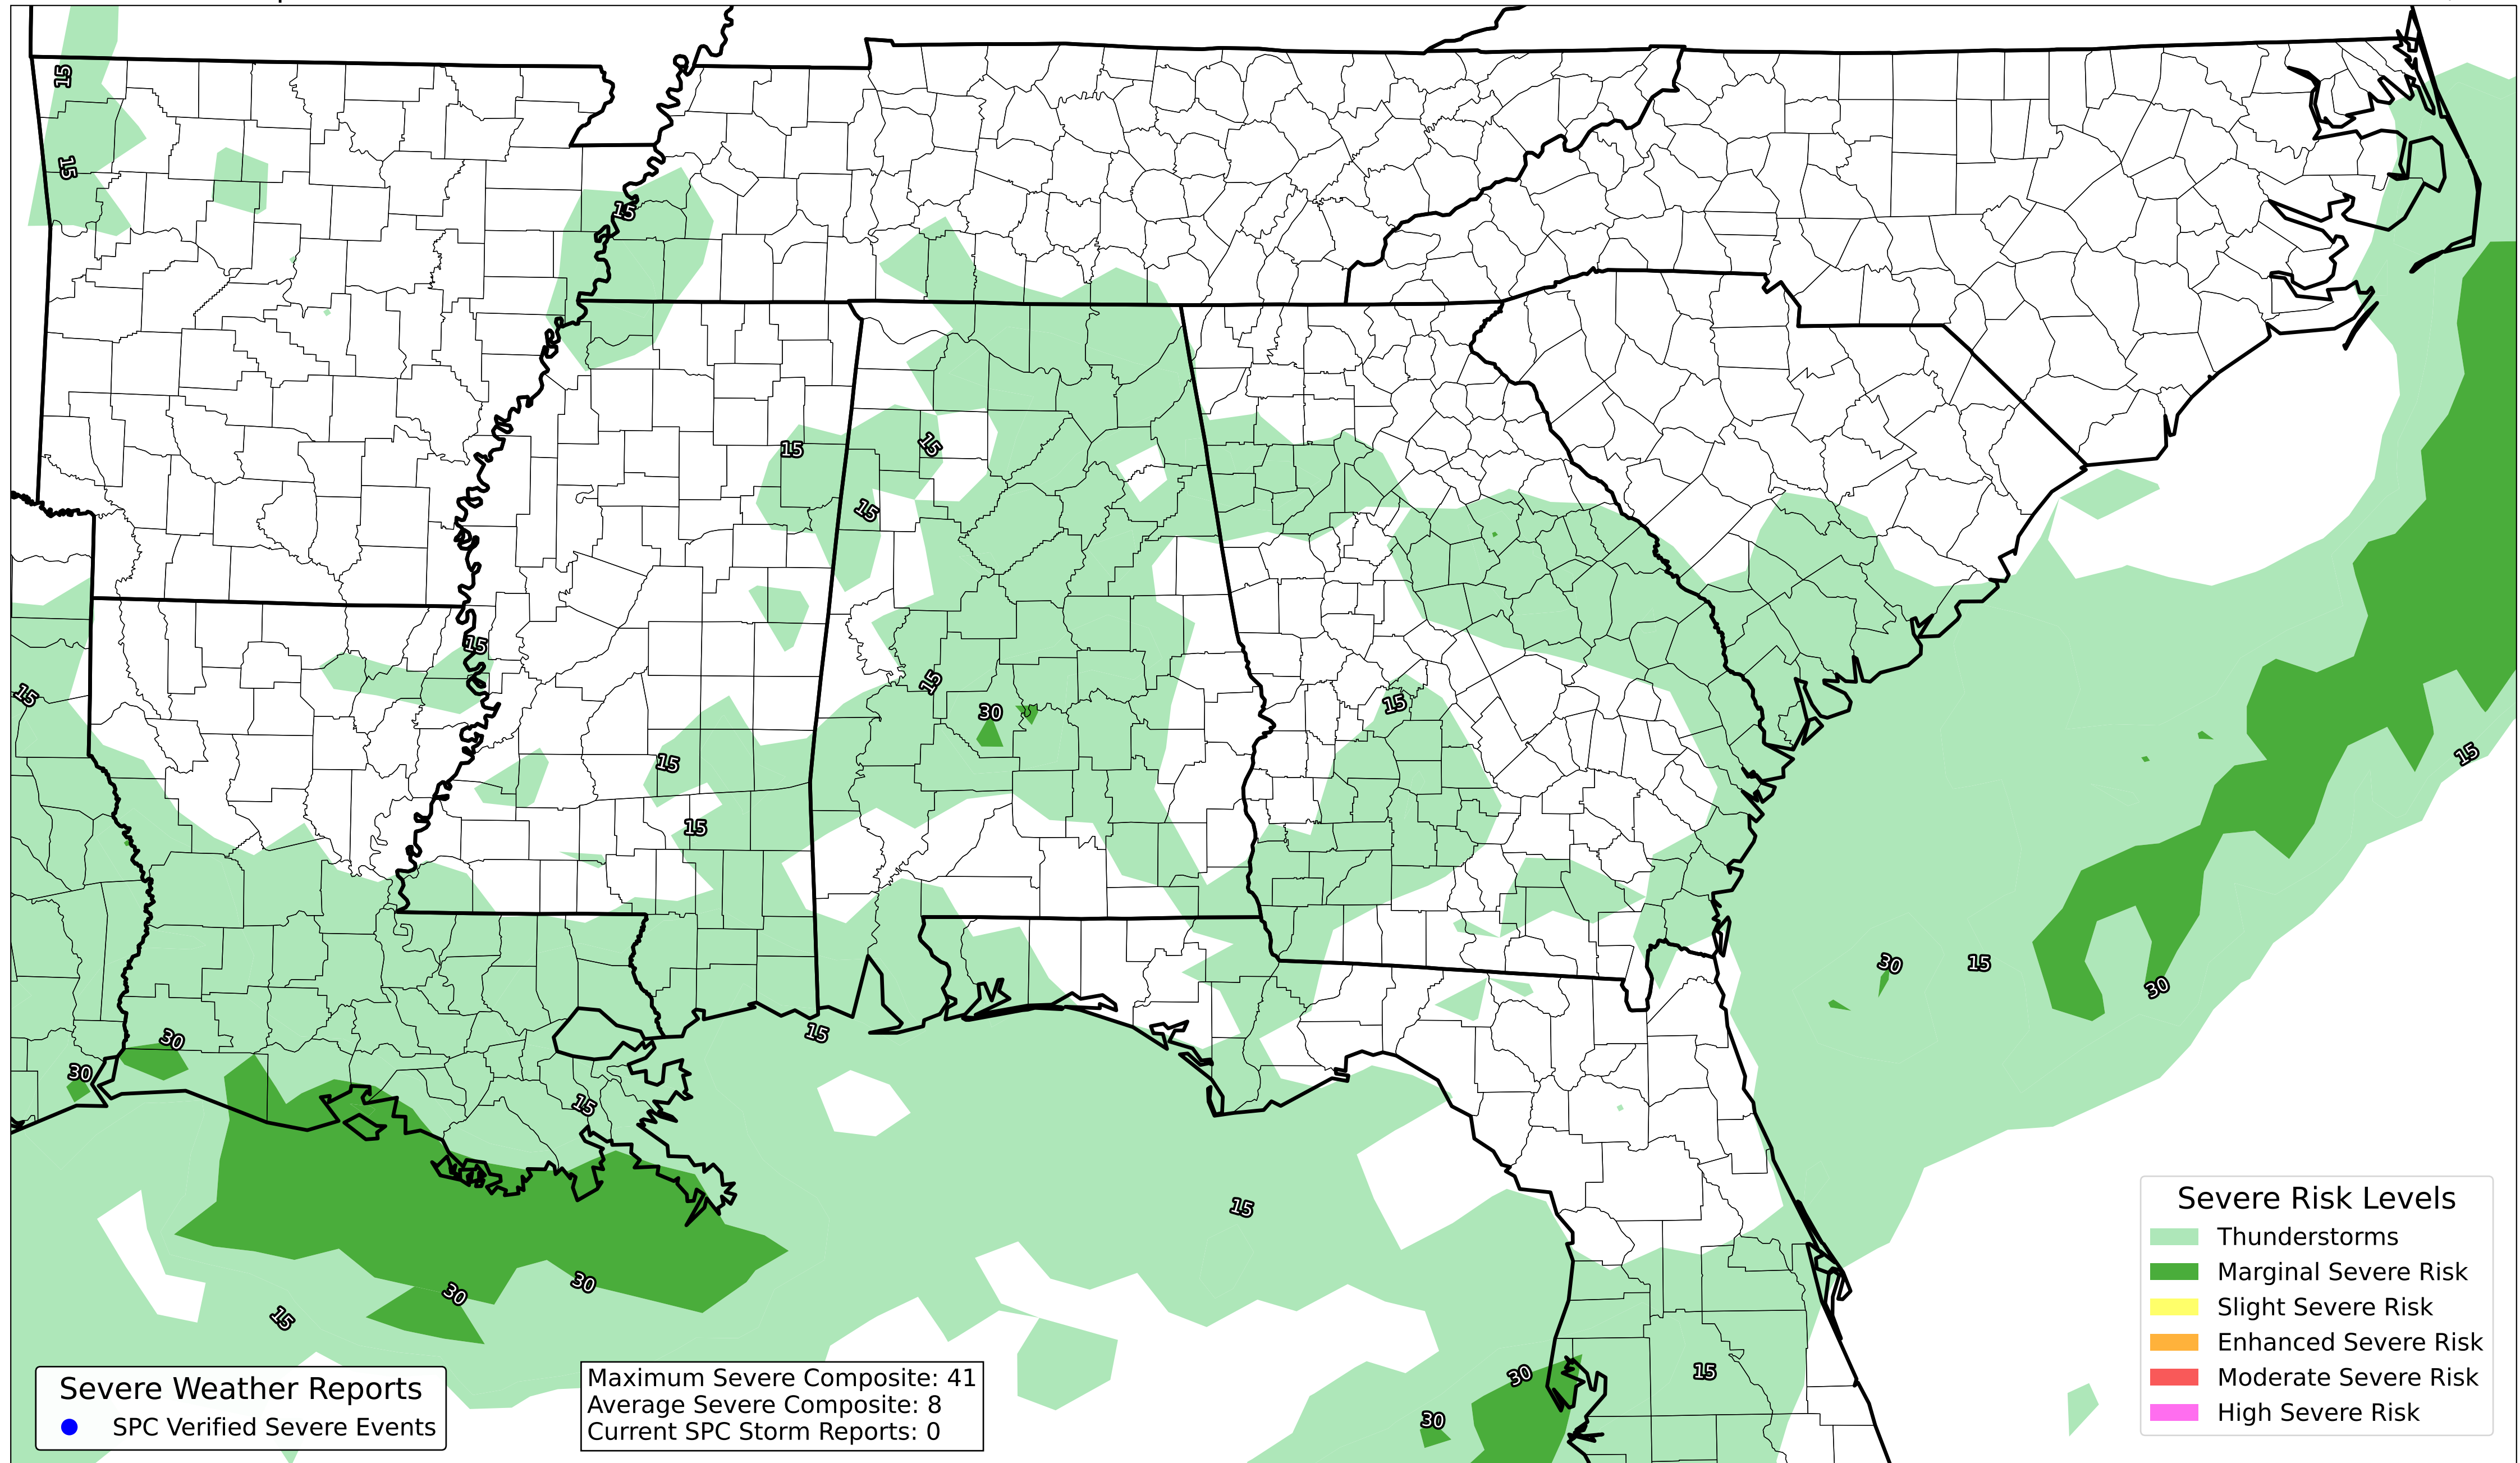 15
15
15
15
15
15
15
15
30
15
15
15
15
15
15
30
15
30
30
30
15
15
15
30
30
15
30
15
30
Severe Risk Levels
Thunderstorms
Marginal Severe Risk
Slight Severe Risk
Enhanced Severe Risk
Moderate Severe Risk
High Severe Risk
Severe Weather Reports
SPC Verified Severe Events
Maximum Severe Composite: 41
Average Severe Composite: 8
Current SPC Storm Reports: 0